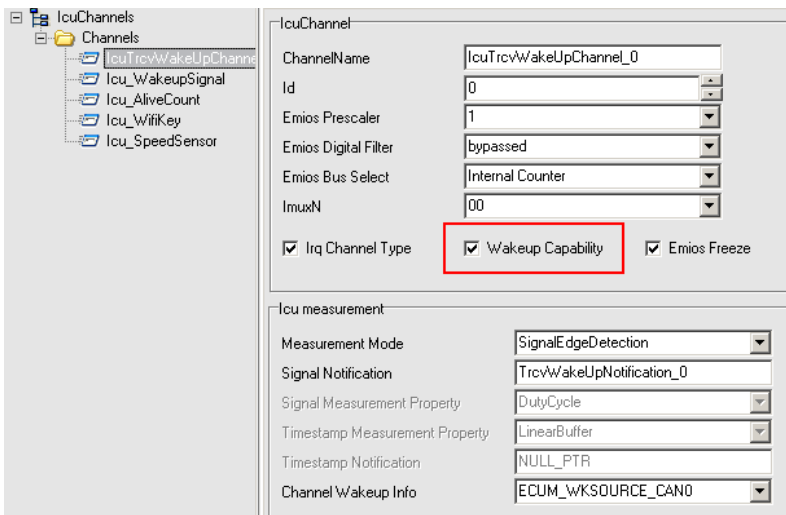 IcuChannels
Channels
IcuTrcvWakeUpChanne
Icu_WakeupSignal
Icu_AliveCount
Icu_WifiKey
Icu_SpeedSensor
IcuChannel
ChannelName IcuTrcvWakeUpChannel_0
Id 0
Emios Prescaler 1
Emios Digital Filter bypassed
Emios Bus Select Internal Counter
ImuxN 00
Irq Channel Type Wakeup Capability Emios Freeze
Icu measurement
Measurement Mode SignalEdgeDetection
Signal Notification TrcvWakeUpNotification_0
Signal Measurement Property DutyCycle
Timestamp Measurement Property LinearBuffer
Timestamp Notification NULL_PTR
Channel Wakeup Info ECUM_WKSOURCE_CAN0